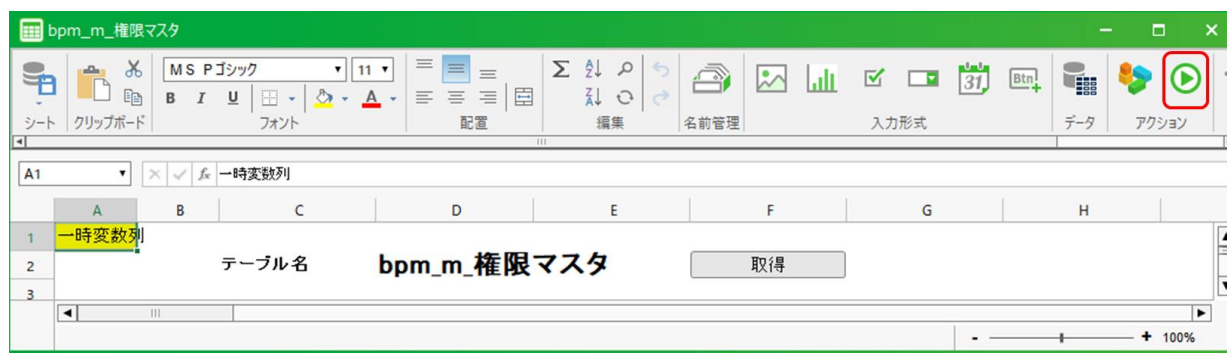 bpm_m_権限マスタ
MS Pゴシック 11
B I U A
Σ A Z Z A
31 Btn
シート クリップボード フォント 配置 編集 名前管理 入力形式 データ アクション
A1 fx 一時変数列
A B C D E F G H
1 一時変数列
2 テーブル名 bpm_m_権限マスタ 取得
3
- + 100%